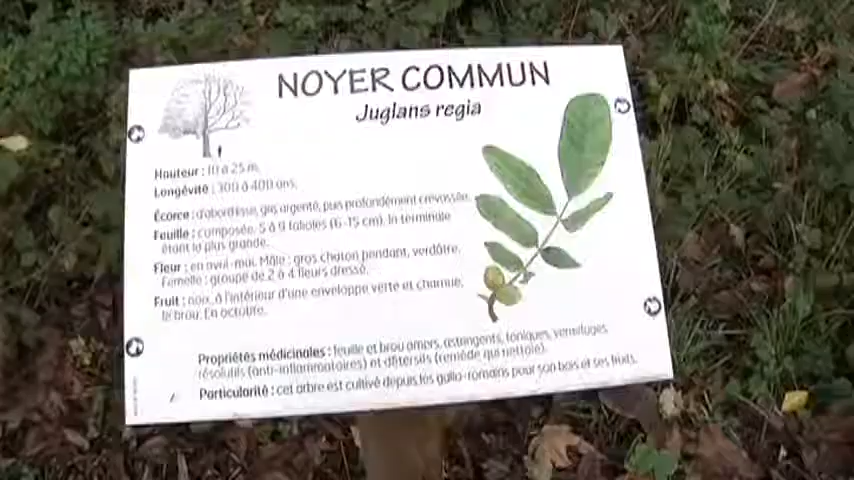 NOYER COMMUN
Juglans regia
Hauteur : 10 à 25 m.
Longévité : 300 à 400 ans.
Écorce : d'abord lisse, gris argenté, puis profondément crevassée.
Feuille : composée. 5 à 9 folioles (6-15 cm), la terminale
étant la plus grande.
Fleur : en avril-mai. Mâle : gros chaton pendant, verdâtre.
Femelle : groupe de 2 à 4 fleurs dressé.
Fruit : noix, à l'intérieur d'une enveloppe verte et charnue,
le brou. En octobre.
Propriétés médicinales : feuille et brou amers, astringents, toniques, vermifuges,
résolutifs (anti-inflammatoires) et détersifs (remède qui nettoie).
Particularité : cet arbre est cultivé depuis les gallo-romains pour son bois et ses fruits.